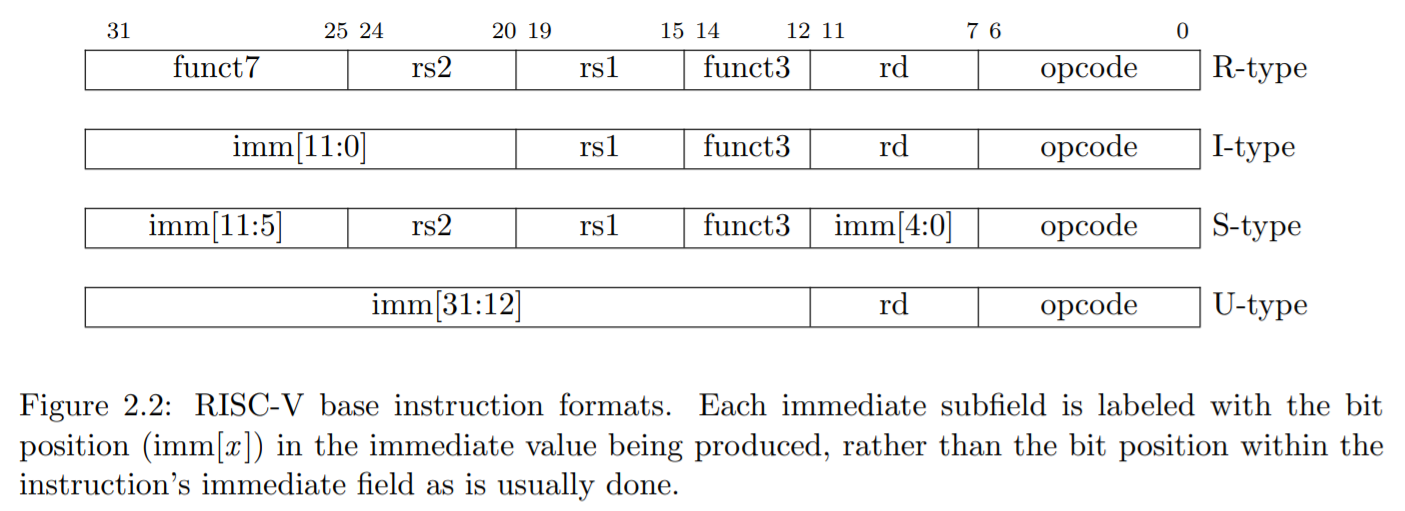 31 25 24 20 19 15 14 12 11 7 6 0
funct7 rs2 rs1 funct3 rd opcode R-type
imm[11:0] rs1 funct3 rd opcode I-type
imm[11:5] rs2 rs1 funct3 imm[4:0] opcode S-type
imm[31:12] rd opcode U-type
Figure 2.2: RISC-V base instruction formats. Each immediate subfield is labeled with the bit
position (imm[x]) in the immediate value being produced, rather than the bit position within the
instruction's immediate field as is usually done.